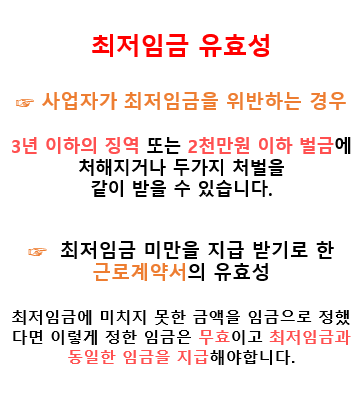 최저임금 유효성
☞ 사업자가 최저임금을 위반하는 경우
3년 이하의 징역 또는 2천만원 이하 벌금에
처해지거나 두가지 처벌을
같이 받을 수 있습니다.
☞ 최저임금 미만을 지급 받기로 한
근로계약서의 유효성
최저임금에 미치지 못한 금액을 임금으로 정했
다면 이렇게 정한 임금은 무효이고 최저임금과
동일한 임금을 지급해야합니다.